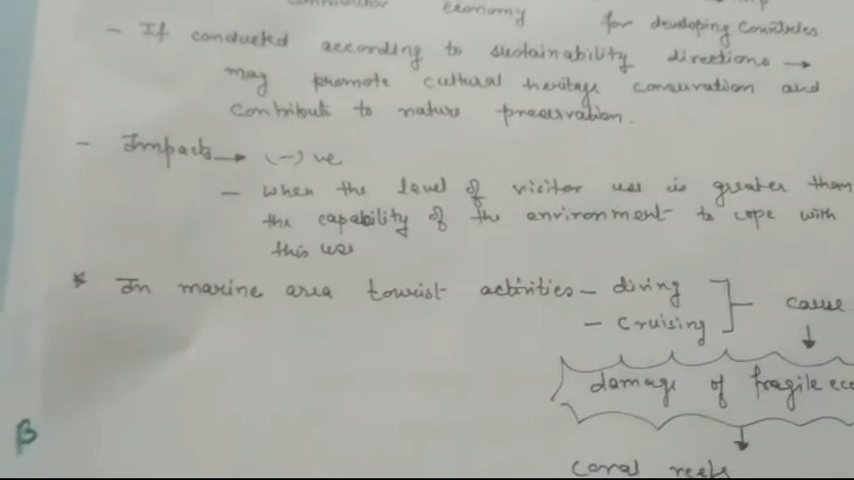 economy for developing countries
- If conducted according to sustainability directions →
may promote cultural heritage conservation and
contribute to nature preservation.
- Impacts → (-) ve
- when the level of visitor use is greater than
the capability of the environment to cope with
this use
* In marine area tourist activities - diving
- cruising
cause
↓
damage of fragile eco
↓
coral reefs
β